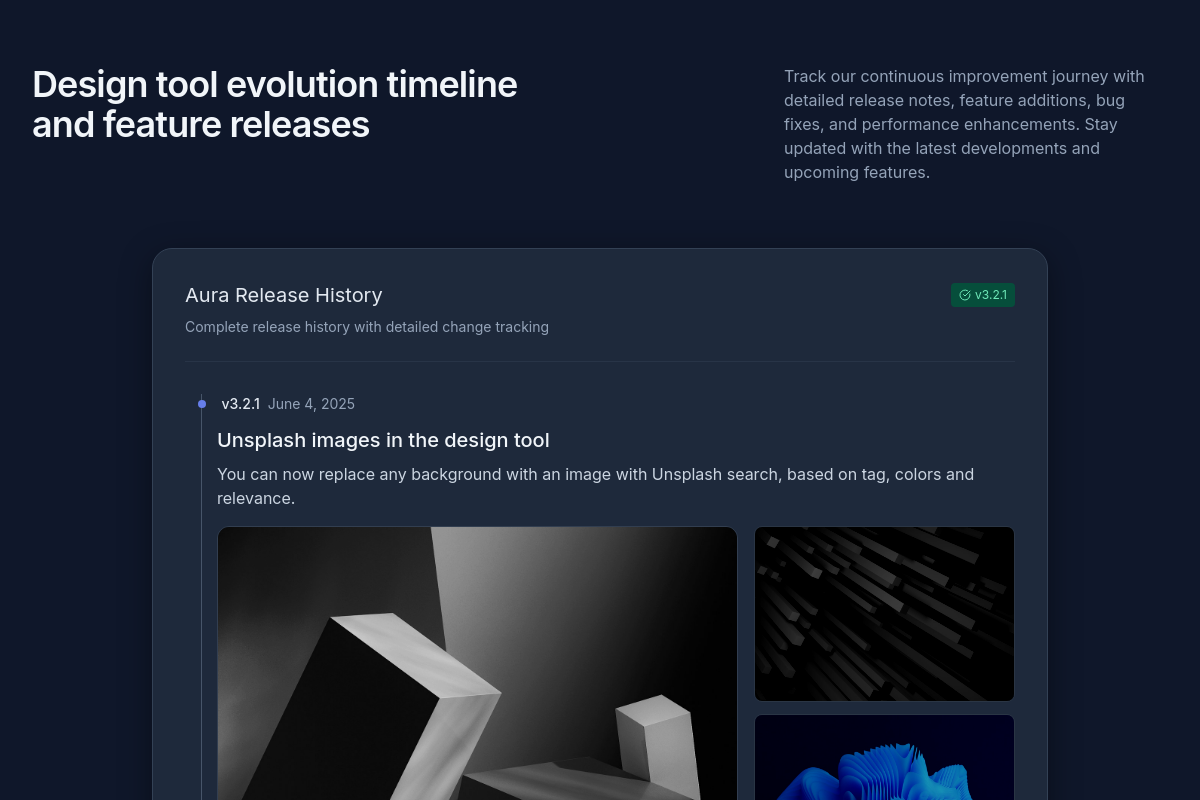 Design tool evolution timeline
and feature releases
Track our continuous improvement journey with
detailed release notes, feature additions, bug
fixes, and performance enhancements. Stay
updated with the latest developments and
upcoming features.
Aura Release History
v3.2.1
Complete release history with detailed change tracking
v3.2.1 June 4, 2025
Unsplash images in the design tool
You can now replace any background with an image with Unsplash search, based on tag, colors and
relevance.